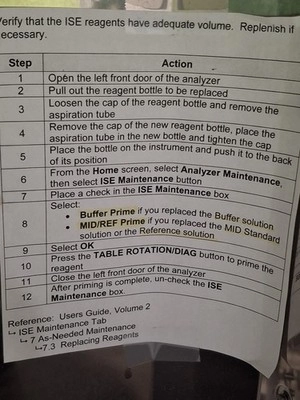 Verify that the ISE reagents have adequate volume. Replenish if
ecessary.
Step Action
1 Open the left front door of the analyzer
2 Pull out the reagent bottle to be replaced
3 Loosen the cap of the reagent bottle and remove the
aspiration tube
4 Remove the cap of the new reagent bottle, place the
aspiration tube in the new bottle and tighten the cap
5 Place the bottle on the instrument and push it to the back
of its position
6 From the Home screen, select Analyzer Maintenance,
then select ISE Maintenance button
7 Place a check in the ISE Maintenance box
8 Select:
• Buffer Prime if you replaced the Buffer solution
• MID/REF Prime if you replaced the MID Standard
solution or the Reference solution
9 Select OK
10 Press the TABLE ROTATION/DIAG button to prime the
reagent
11 Close the left front door of the analyzer
12 After priming is complete, un-check the ISE
Maintenance box.
Reference: Users Guide, Volume 2
↳ ISE Maintenance Tab
↳ 7 As-Needed Maintenance
↳7.3 Replacing Reagents